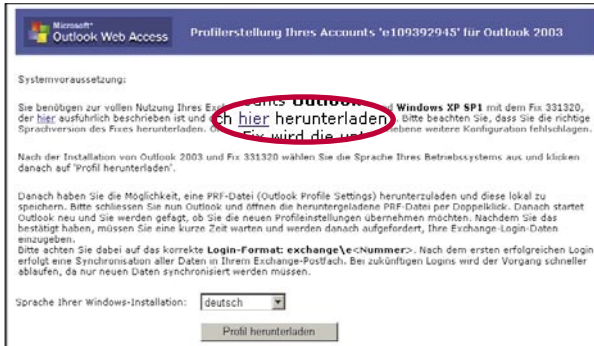 Microsoft®
Outlook Web Access
Profilerstellung Ihres Accounts 'e109392945' für Outlook 2003
Systemvoraussetzung:
Sie benötigen zur vollen Nutzung Ihres Exch ounts Outlook nd Windows XP SP1 mit dem Fix 331320,
der hier ausführlich beschrieben ist und ch hier herunterladen. Bitte beachten Sie, dass Sie die richtige
Sprachversion des Fixes herunterladen. Fix wird die unt ebene weitere Konfiguration fehlschlagen.
Nach der Installation von Outlook 2003 und Fix 331320 wählen Sie die Sprache Ihres Betriebssystems aus und klicken
danach auf 'Profil herunterladen'.
Danach haben Sie die Möglichkeit, eine PRF-Datei (Outlook Profile Settings) herunterzuladen und diese lokal zu
speichern. Bitte schliessen Sie nun Outlook und öffnen die heruntergeladene PRF-Datei per Doppelklick. Danach startet
Outlook neu und Sie werden gefagt, ob Sie die neuen Profileinstellungen übernehmen möchten. Nachdem Sie das
bestätigt haben, müssen Sie eine kurze Zeit warten und werden danach aufgefordert, Ihre Exchange-Login-Daten
einzugeben.
Bitte achten Sie dabei auf das korrekte Login-Format: exchange\e<Nummer>. Nach dem ersten erfolgreichen Login
erfolgt eine Synchronisation aller Daten in Ihrem Exchange-Postfach. Bei zukünftigen Logins wird der Vorgang schneller
ablaufen, da nur neuen Daten synchronisiert werden müssen.
Sprache Ihrer Windows-Installation: deutsch
Profil herunterladen